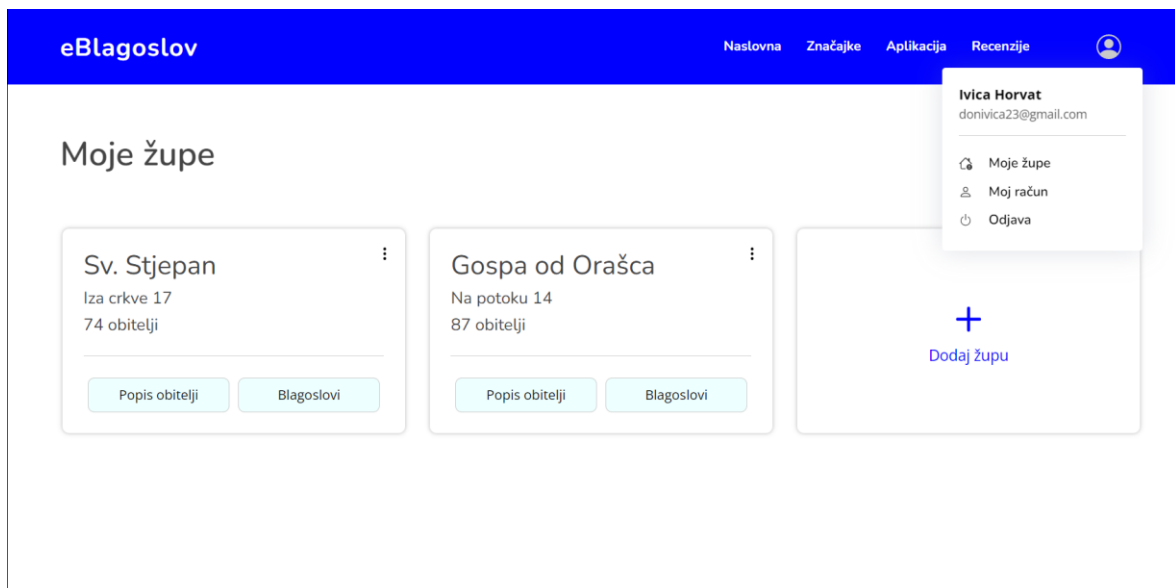 eBlagoslov
Naslovna Značajke Aplikacija Recenzije
Ivica Horvat
donivica23@gmail.com
Moje župe
Moj račun
Odjava
Moje župe
Sv. Stjepan
Iza crkve 17
74 obitelji
Popis obitelji Blagoslovi
Gospa od Orašca
Na potoku 14
87 obitelji
Popis obitelji Blagoslovi
Dodaj župu